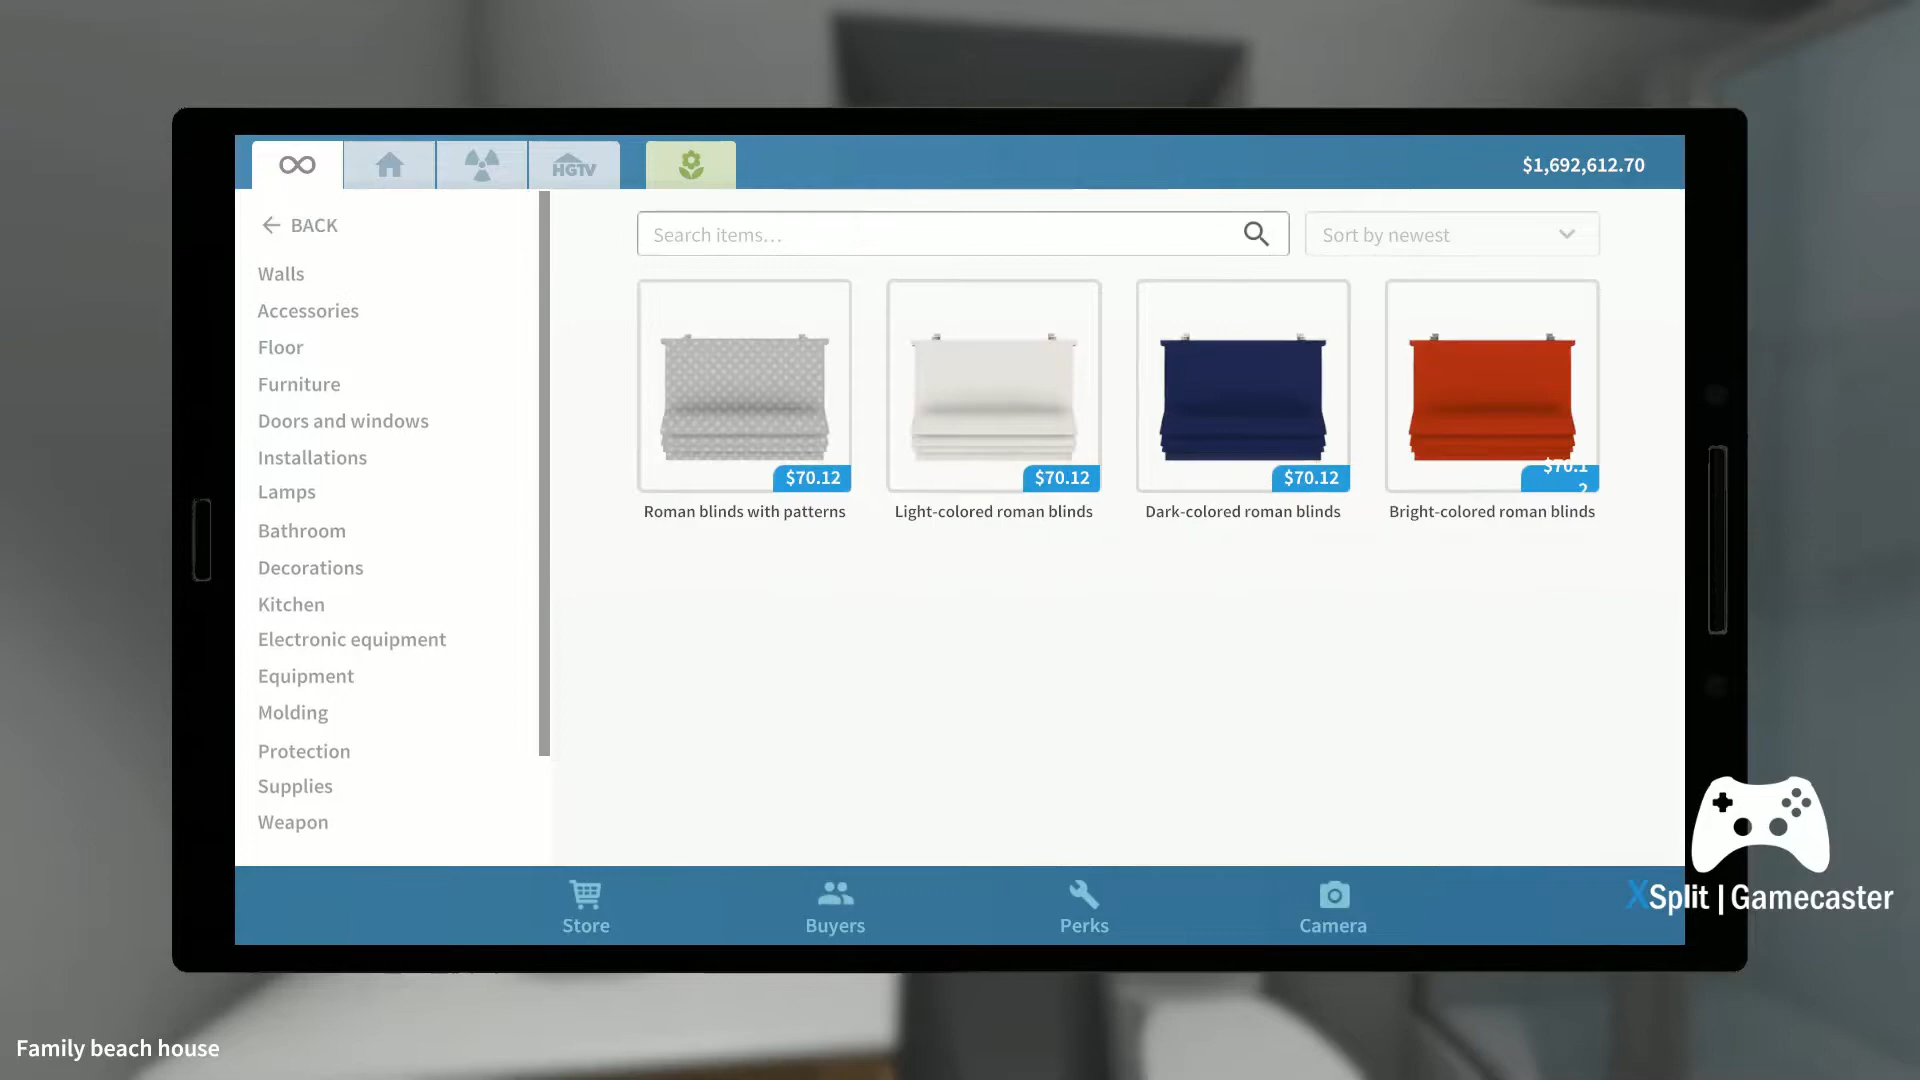 HGTV
$1,692,612.70
BACK
Walls
Accessories
Floor
Furniture
Doors and windows
Installations
Lamps
Bathroom
Decorations
Kitchen
Electronic equipment
Equipment
Molding
Protection
Supplies
Weapon
Search items...
Sort by newest
$70.12
$70.12
$70.12
$70.1
2
Roman blinds with patterns
Light-colored roman blinds
Dark-colored roman blinds
Bright-colored roman blinds
Store
Buyers
Perks
Camera
XSplit | Gamecaster
Family beach house